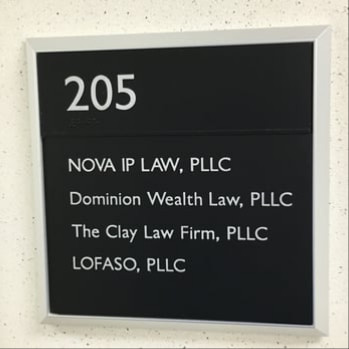 205
NOVA IP LAW, PLLC
Dominion Wealth Law, PLLC
The Clay Law Firm, PLLC
LOFASO, PLLC